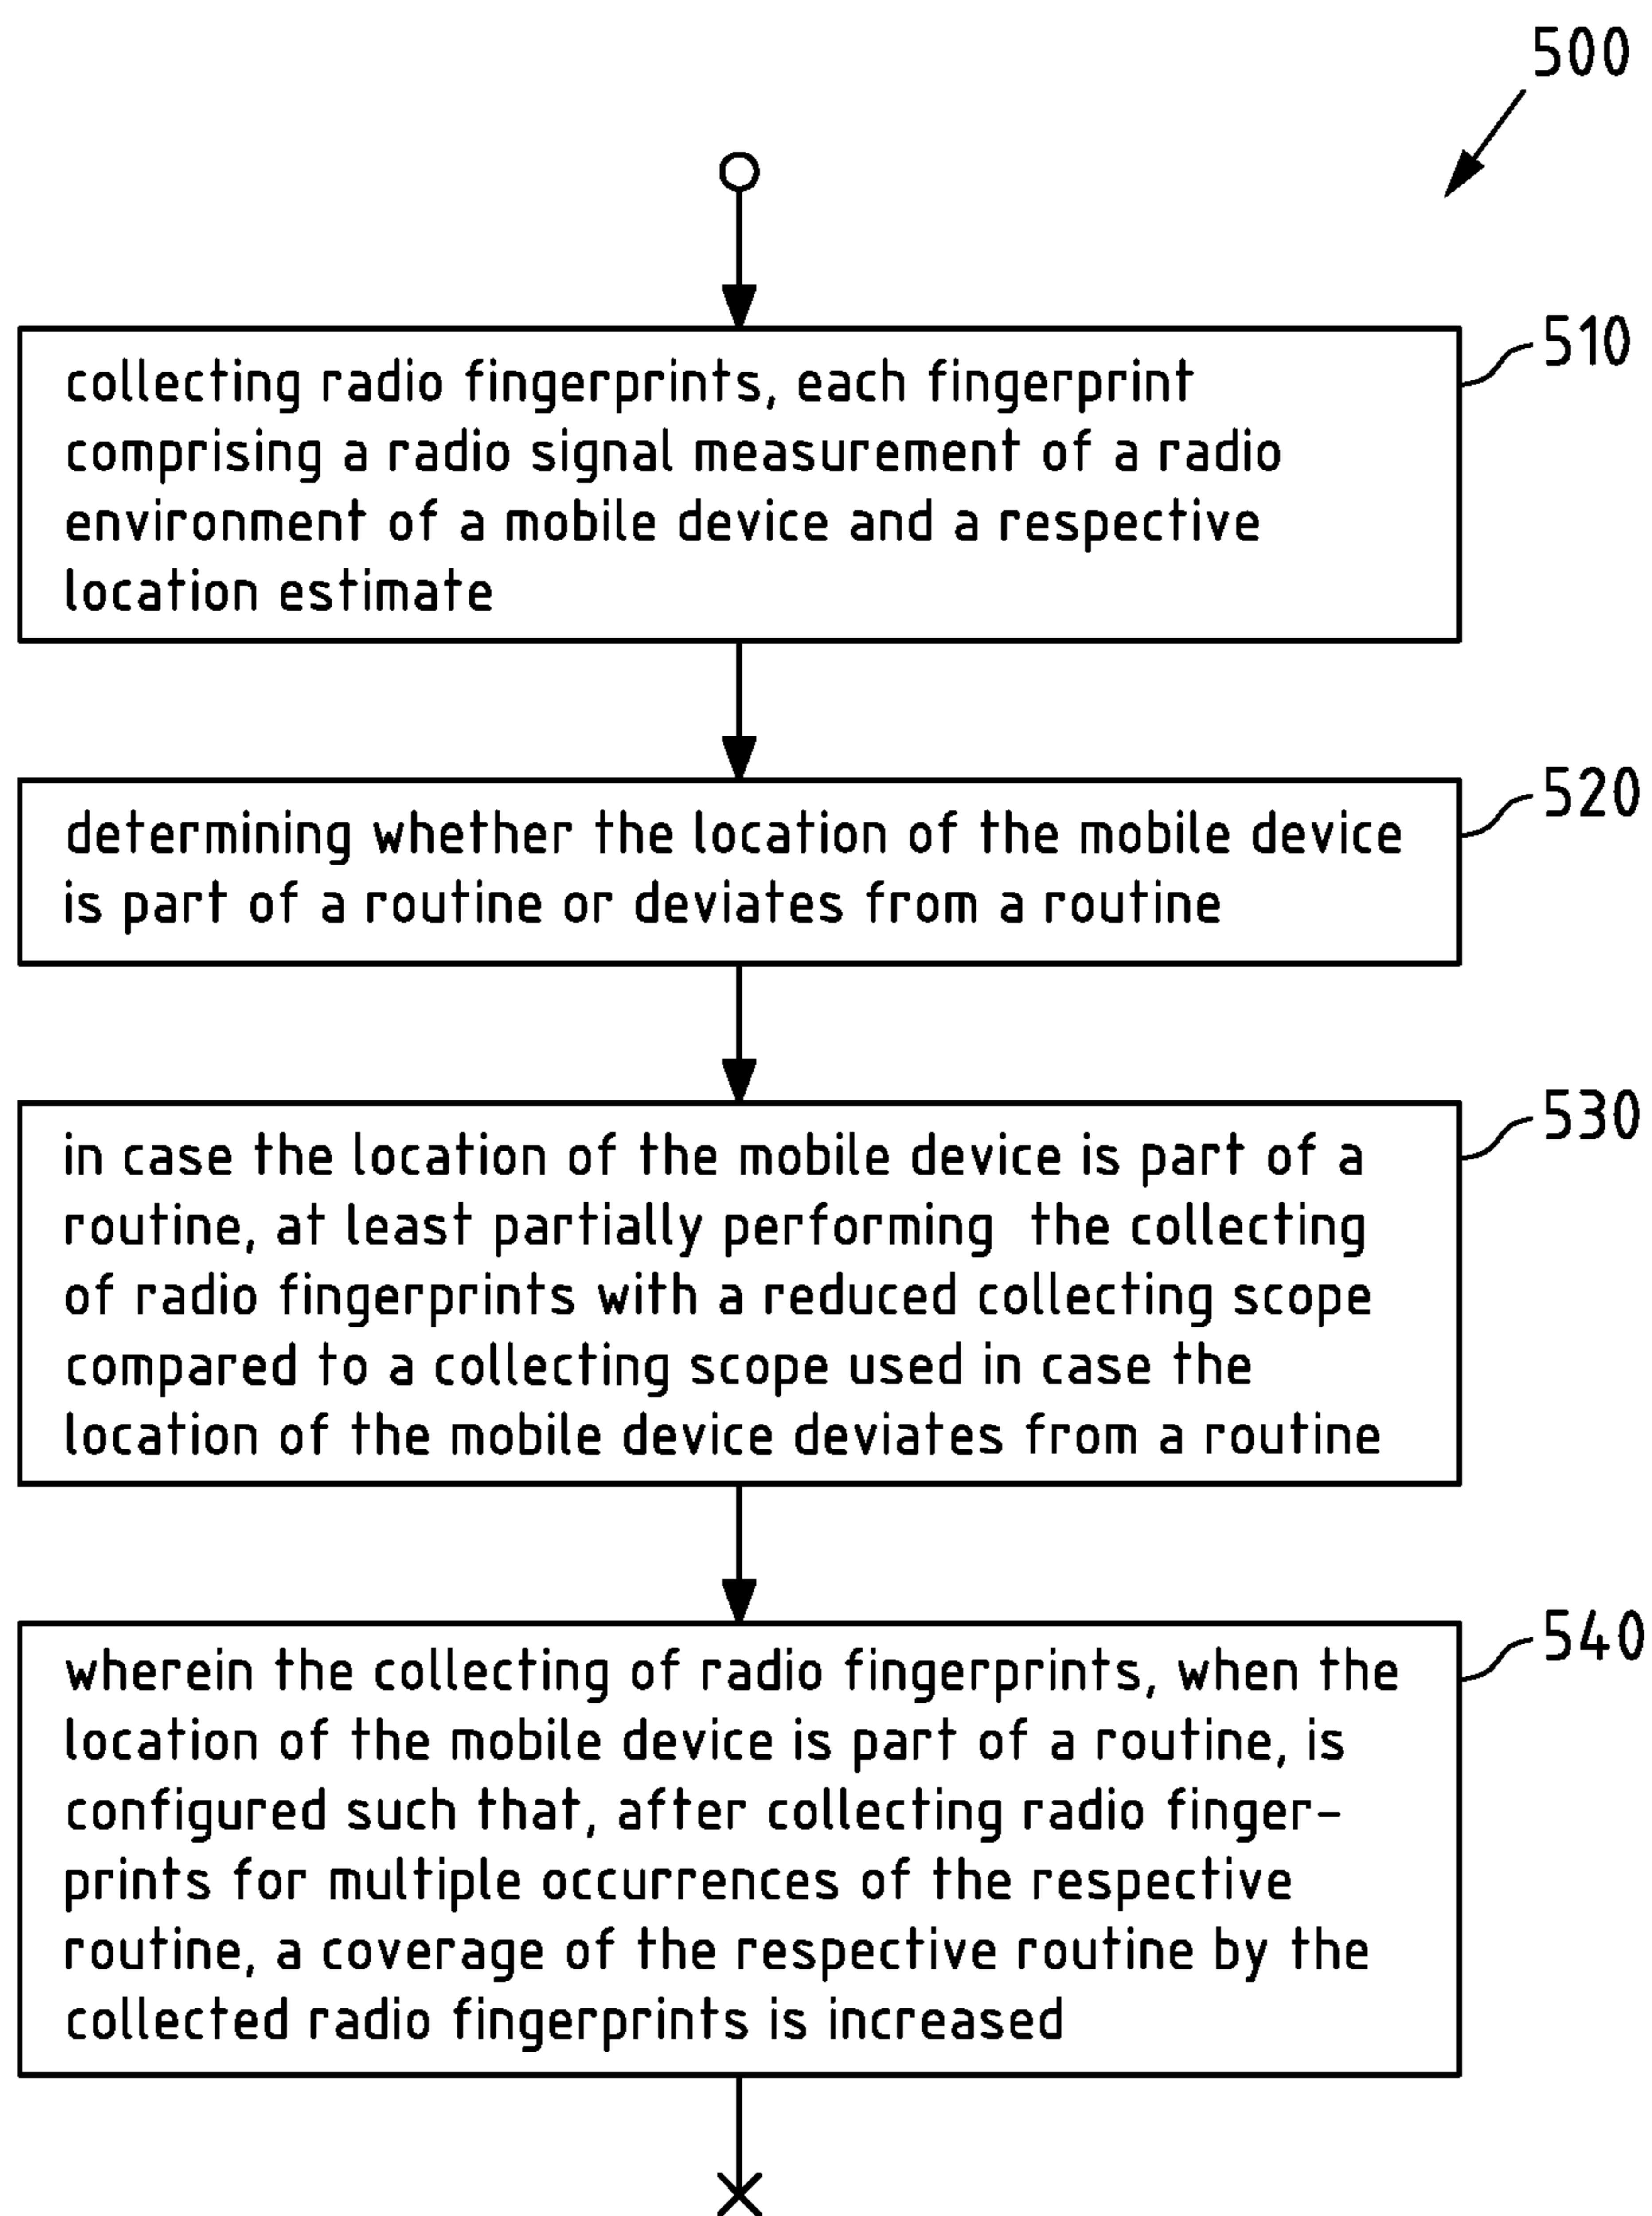 500
510
collecting radio fingerprints, each fingerprint
comprising a radio signal measurement of a radio
environment of a mobile device and a respective
location estimate
520
determining whether the location of the mobile device
is part of a routine or deviates from a routine
530
in case the location of the mobile device is part of a
routine, at least partially performing the collecting
of radio fingerprints with a reduced collecting scope
compared to a collecting scope used in case the
location of the mobile device deviates from a routine
540
wherein the collecting of radio fingerprints, when the
location of the mobile device is part of a routine, is
configured such that, after collecting radio finger-
prints for multiple occurrences of the respective
routine, a coverage of the respective routine by the
collected radio fingerprints is increased